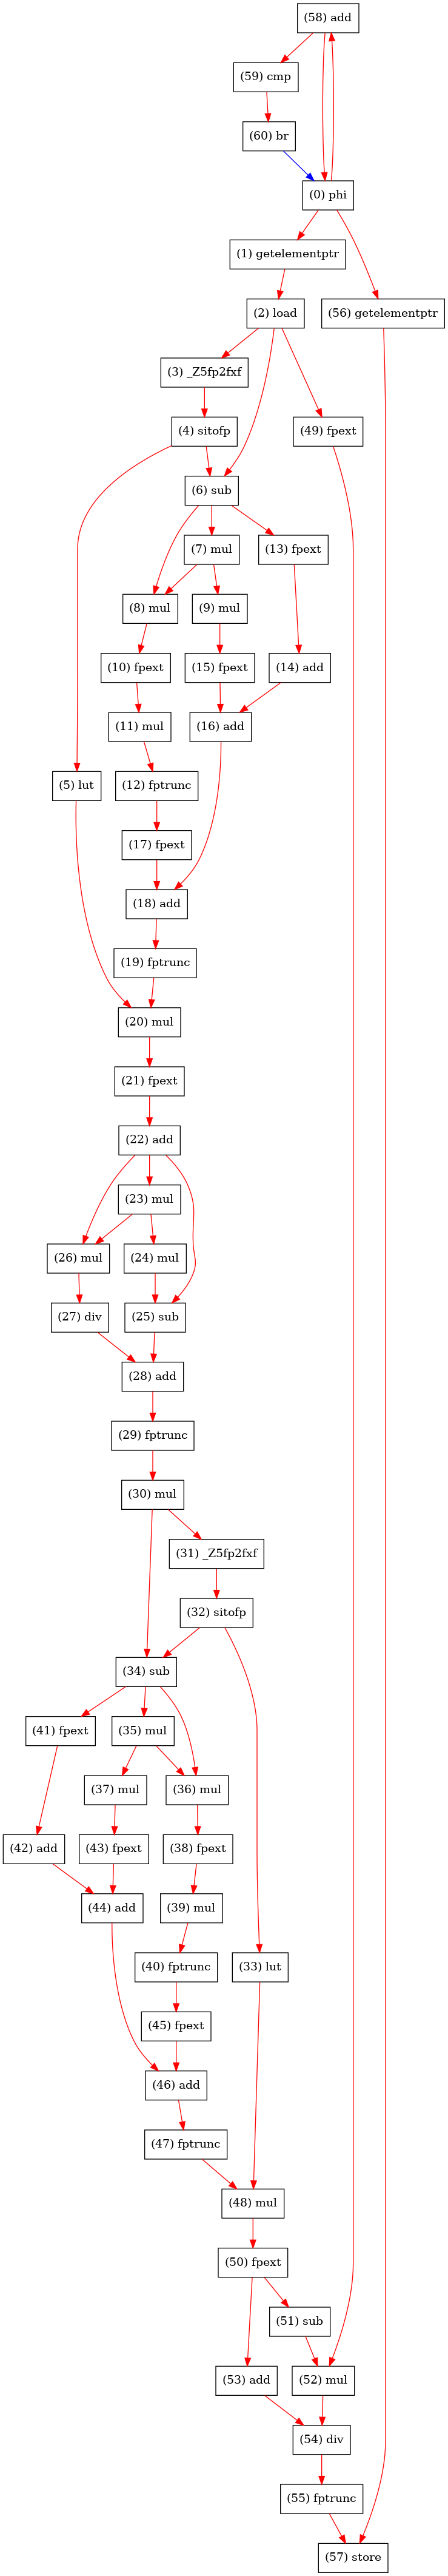 (58) add
(59) cmp
(60) br
(0) phi
(1) getelementptr
(2) load
(56) getelementptr
(3) _Z5fp2fxf
(4) sitofp
(49) fpext
(6) sub
(7) mul
(13) fpext
(8) mul
(9) mul
(10) fpext
(15) fpext
(14) add
(11) mul
(16) add
(5) lut
(12) fptrunc
(17) fpext
(18) add
(19) fptrunc
(20) mul
(21) fpext
(22) add
(23) mul
(26) mul
(24) mul
(27) div
(25) sub
(28) add
(29) fptrunc
(30) mul
(31) _Z5fp2fxf
(32) sitofp
(34) sub
(41) fpext
(35) mul
(37) mul
(36) mul
(42) add
(43) fpext
(38) fpext
(44) add
(39) mul
(40) fptrunc
(33) lut
(45) fpext
(46) add
(47) fptrunc
(48) mul
(50) fpext
(51) sub
(53) add
(52) mul
(54) div
(55) fptrunc
(57) store